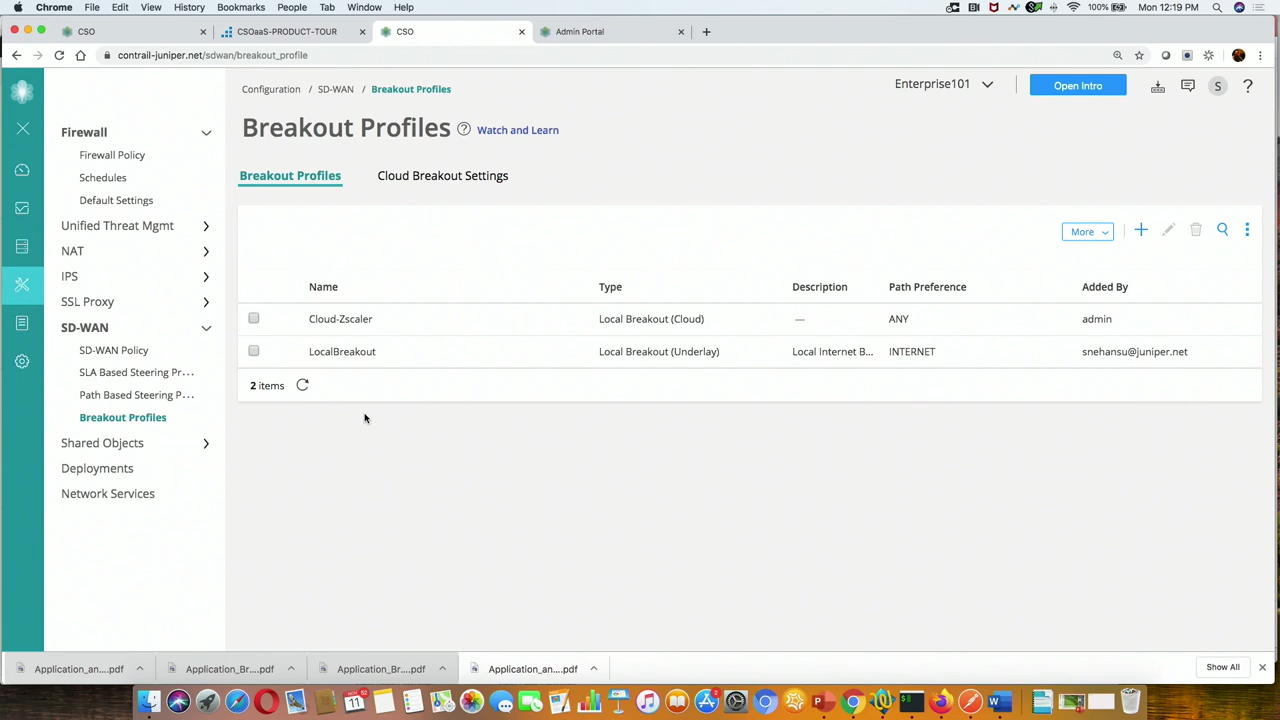 Chrome File Edit View History Bookmarks People Tab Window Help 100% Mon 12:19 PM
CSO CSOaaS-PRODUCT-TOUR CSO Admin Portal
contrail-juniper.net/sdwan/breakout_profile
Configuration / SD-WAN / Breakout Profiles
Enterprise101 Open Intro S ?
Breakout Profiles ? Watch and Learn
Breakout Profiles Cloud Breakout Settings
Firewall
Firewall Policy
Schedules
Default Settings
Unified Threat Mgmt
NAT
IPS
SSL Proxy
SD-WAN
SD-WAN Policy
SLA Based Steering Pr...
Path Based Steering P...
Breakout Profiles
Shared Objects
Deployments
Network Services
More
Name Type Description Path Preference Added By
Cloud-Zscaler Local Breakout (Cloud) — ANY admin
LocalBreakout Local Breakout (Underlay) Local Internet B... INTERNET snehansu@juniper.net
2 items
Application_an....pdf Application_Br....pdf Application_Br....pdf Application_an....pdf Show All